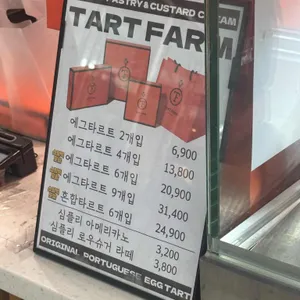 PASTRY & CUSTARD CREAM
TART FARM
에그타르트 2개입 6,900
에그타르트 4개입 13,800
에그타르트 6개입 20,900
에그타르트 9개입 31,400
혼합타르트 6개입 24,900
심플리 아메리카노 3,200
심플리 로우슈거 라떼 3,800
ORIGINAL PORTUGUESE EGG TART